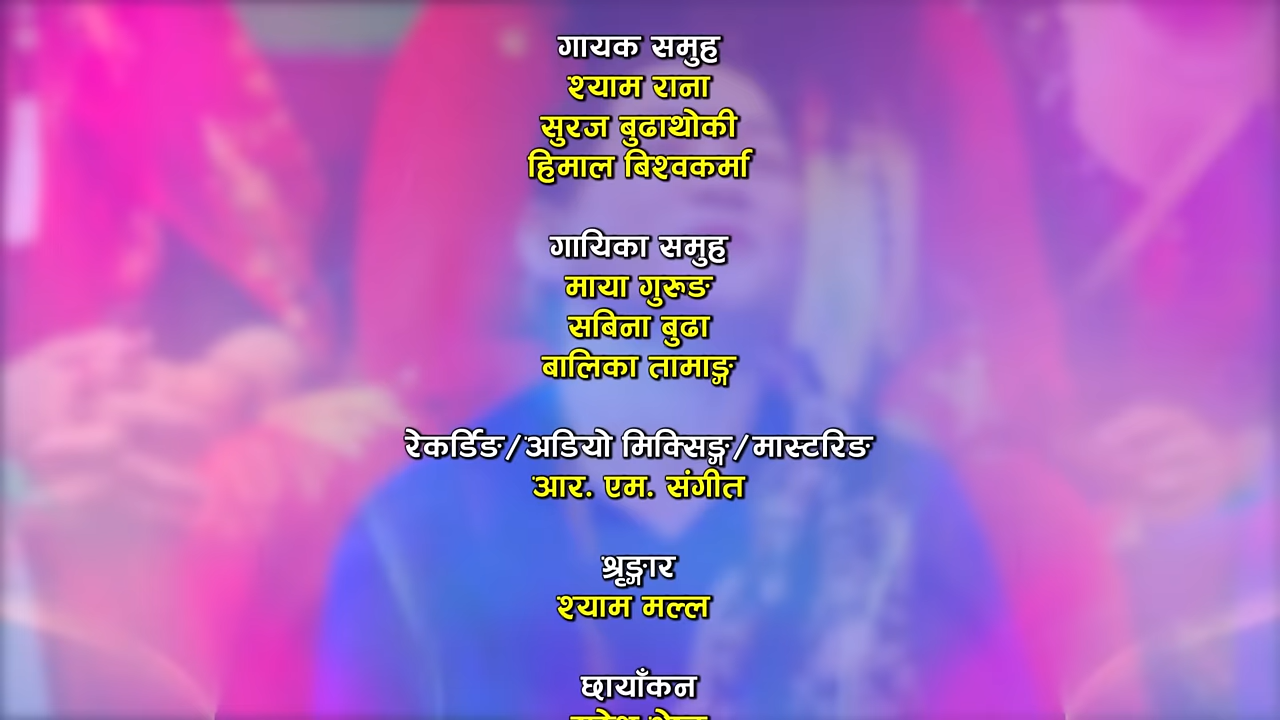 गायक समुह
श्याम राना
सुरज बुढाथोकी
हिमाल बिश्वकर्मा
गायिका समुह
माया गुरूङ
सबिना बुढा
बालिका तामाङ्ग
रेकर्डिङ/अडियो मिक्सिङ्ग/मास्टरिङ
आर. एम. संगीत
श्रृङ्गार
श्याम मल्ल
छायाँकन